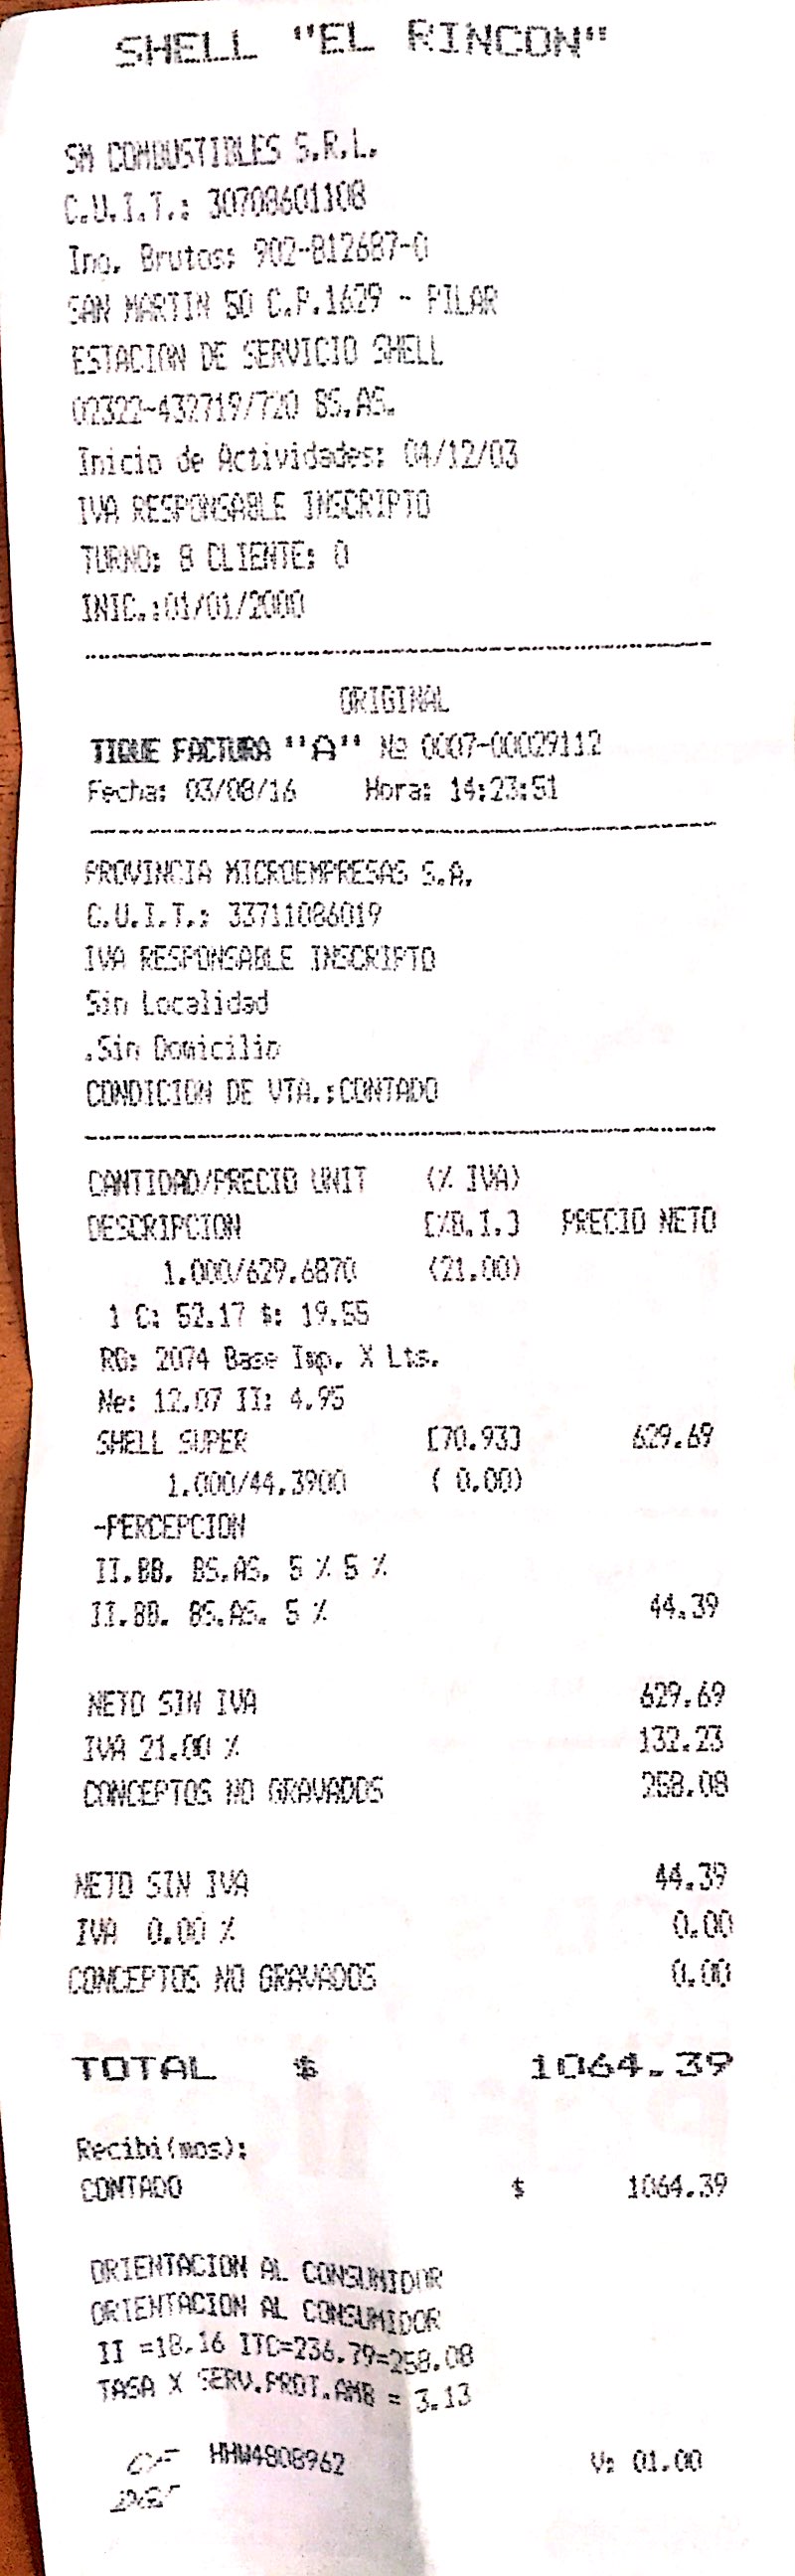 SHELL "EL RINCON"
SM COMBUSTIBLES S.R.L.
C.U.I.T.: 30708601108
Ing. Brutos: 902-812687-0
SAN MARTIN 50 C.P.1629 - PILAR
ESTACION DE SERVICIO SHELL
02322-432719/720 BS.AS.
Inicio de Actividades: 04/12/03
IVA RESPONSABLE INSCRIPTO
TURNO: 8 CLIENTE: 0
INIC.:01/01/2000
ORIGINAL
TIQUE FACTURA "A" Nº 0007-00029112
Fecha: 03/08/16 Hora: 14:23:51
PROVINCIA MICROEMPRESAS S.A.
C.U.I.T.: 33711086019
IVA RESPONSABLE INSCRIPTO
Sin Localidad
.Sin Domicilio
CONDICION DE VTA.:CONTADO
CANTIDAD/PRECIO UNIT (% IVA)
DESCRIPCION [%B.I.] PRECIO NETO
1.000/629.6870 (21.00)
1 C: 52.17 $: 19.55
RG: 2074 Base Imp. X Lts.
Ne: 12.07 II: 4.95
SHELL SUPER [70.93] 629.69
1.000/44.3900 ( 0.00)
-PERCEPCION
II.BB. BS.AS. 5 % 5 %
II.BB. BS.AS. 5 % 44.39
NETO SIN IVA 629.69
IVA 21.00 % 132.23
CONCEPTOS NO GRAVADOS 258.08
NETO SIN IVA 44.39
IVA 0.00 % 0.00
CONCEPTOS NO GRAVADOS 0.00
TOTAL $ 1064.39
Recibi(mos):
CONTADO $ 1064.39
ORIENTACION AL CONSUMIDOR
ORIENTACION AL CONSUMIDOR
II =18.16 ITC=236.79=258.08
TASA X SERV.PROT.AMB = 3.13
CF HHW4808962 V: 01.00
DGI